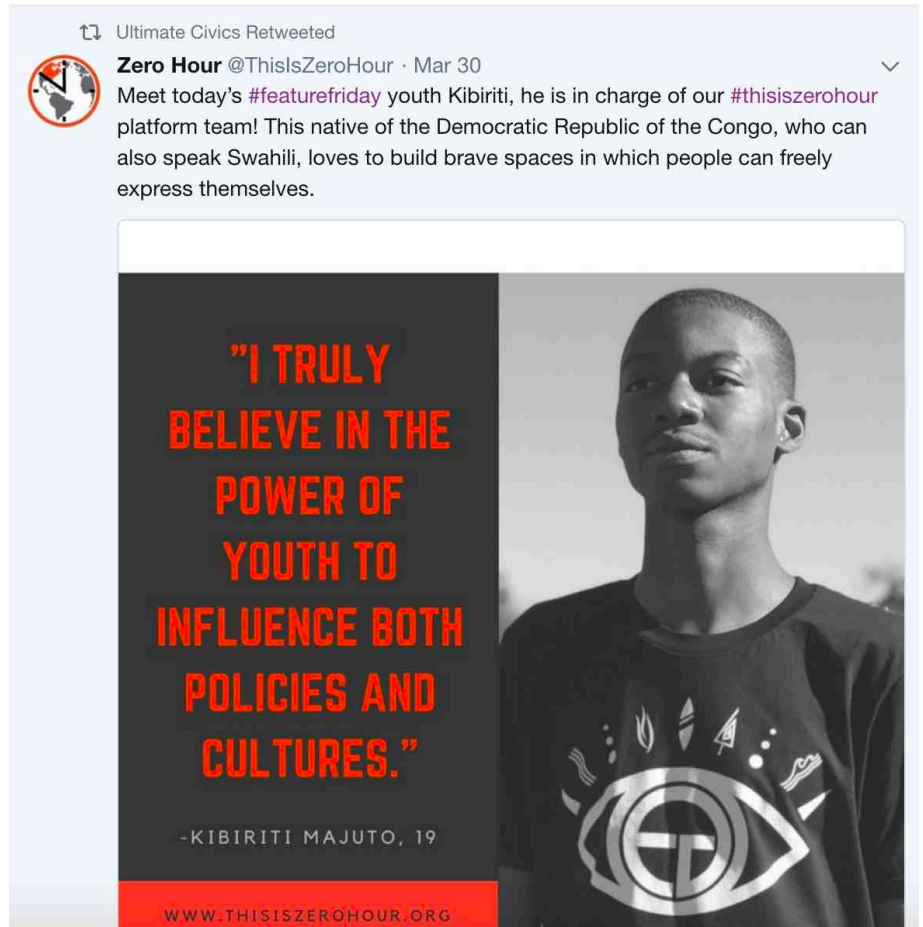 Ultimate Civics Retweeted
Zero Hour @ThisIsZeroHour · Mar 30
Meet today’s #featurefriday youth Kibiriti, he is in charge of our #thisiszerohour
platform team! This native of the Democratic Republic of the Congo, who can
also speak Swahili, loves to build brave spaces in which people can freely
express themselves.
"I TRULY
BELIEVE IN THE
POWER OF
YOUTH TO
INFLUENCE BOTH
POLICIES AND
CULTURES."
-KIBIRITI MAJUTO, 19
WWW.THISISZEROHOUR.ORG